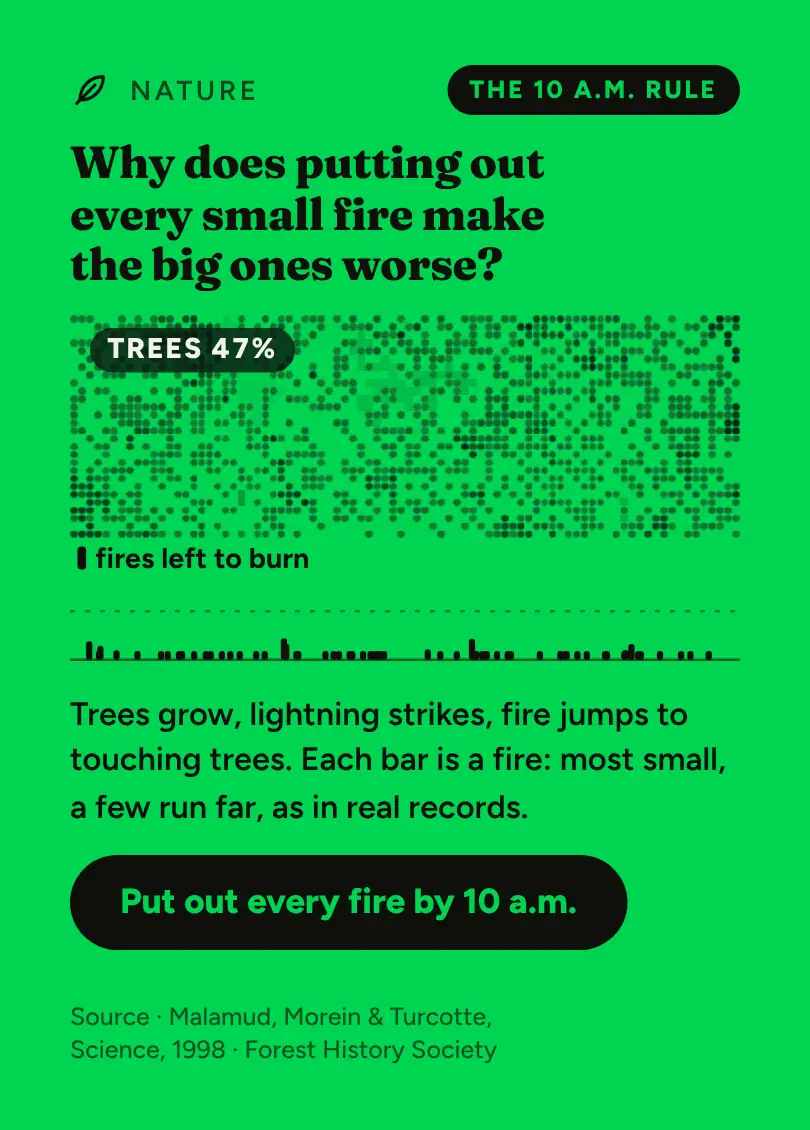 NATURE
THE 10 A.M. RULE
Why does putting out
every small fire make
the big ones worse?
TREES 47%
fires left to burn
Trees grow, lightning strikes, fire jumps to
touching trees. Each bar is a fire: most small,
a few run far, as in real records.
Put out every fire by 10 a.m.
Source · Malamud, Morein & Turcotte,
Science, 1998 · Forest History Society